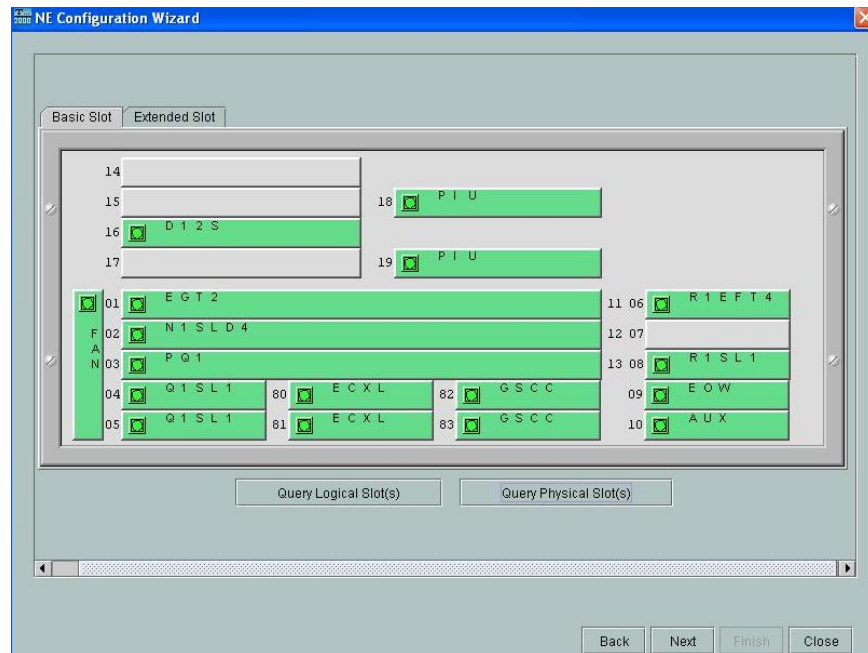 NE Configuration Wizard
Basic Slot Extended Slot
14
15
18 PIU
16 D12S
17
19 PIU
FAN
01 EGT2
11 06 R1EFT4
02 N1SLD4
12 07
03 PQ1
13 08 R1SL1
04 Q1SL1
80 ECXL
82 GSCC
09 EOW
05 Q1SL1
81 ECXL
83 GSCC
10 AUX
Query Logical Slot(s)
Query Physical Slot(s)
Back Next Finish Close